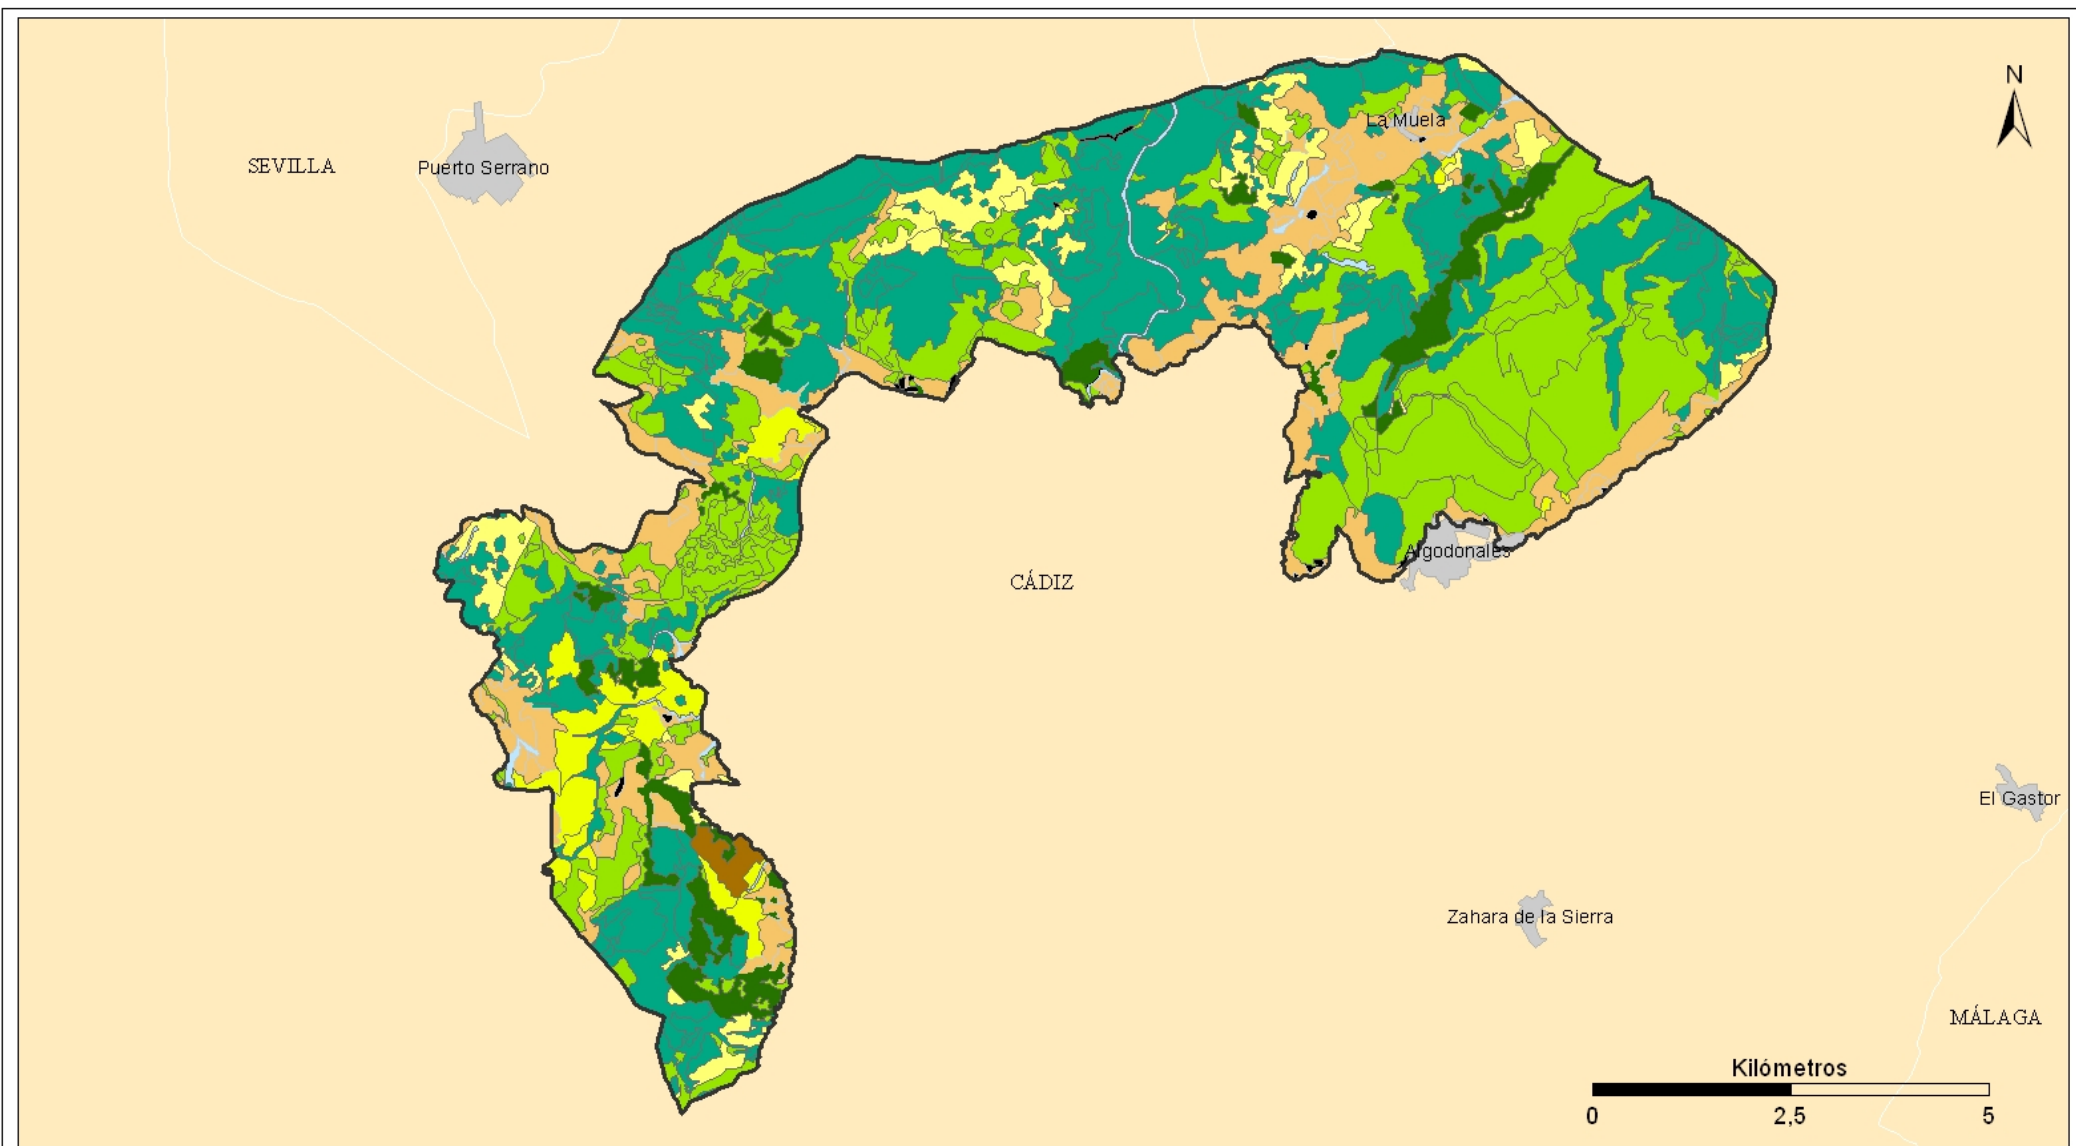 N
La Muela
SEVILLA
Puerto Serrano
Algodonales
CÁDIZ
El Gastor
Zahara de la Sierra
MÁLAGA
Kilómetros
0 2,5 5